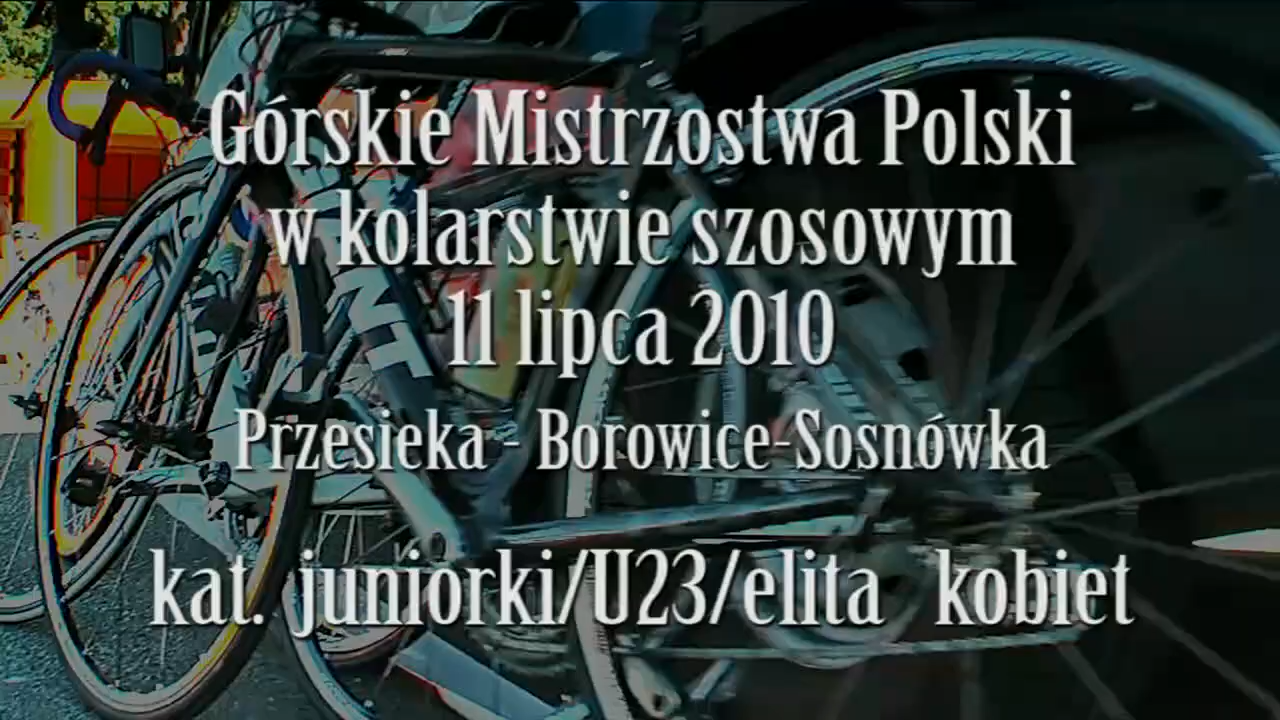 Górskie Mistrzostwa Polski
w kolarstwie szosowym
11 lipca 2010
Przesieka - Borowice-Sosnówka
kat. juniorki/U23/elita kobiet